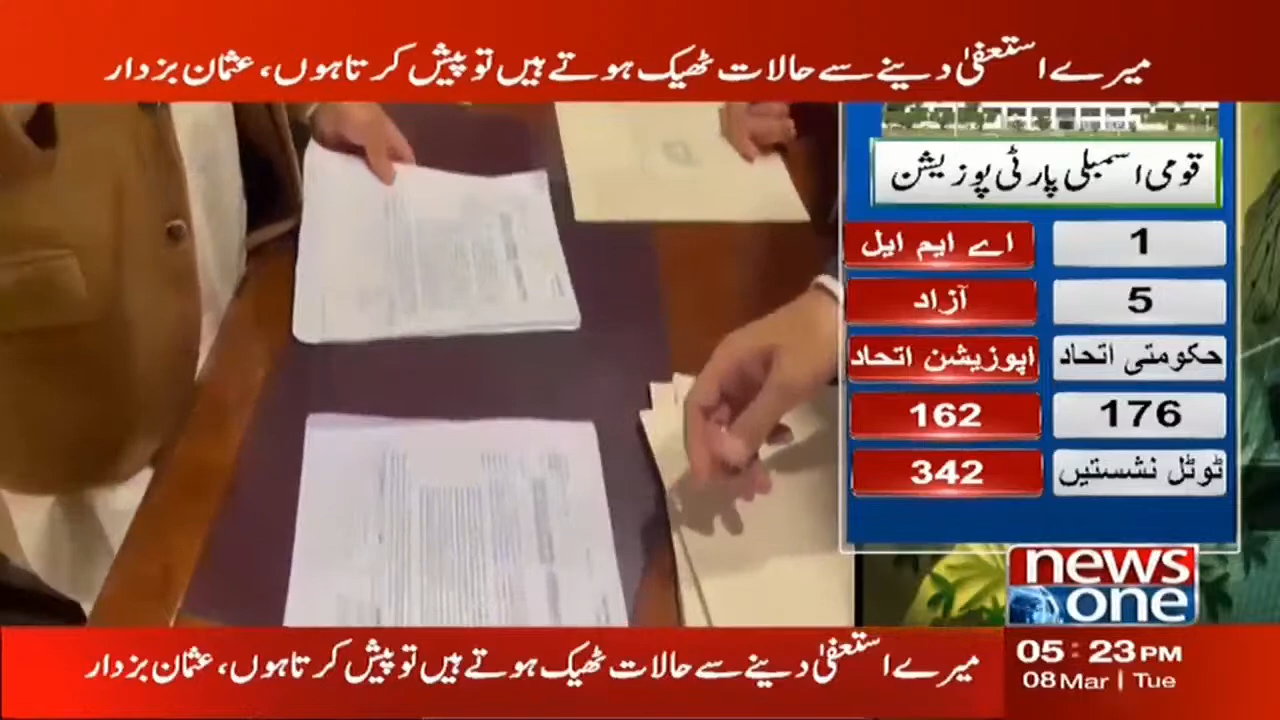 میرے استعفیٰ دینے سے حالات ٹھیک ہوتے ہیں تو پیش کرتا ہوں، عثمان بزدار
قومی اسمبلی پارٹی پوزیشن
1 اے ایم ایل
5 آزاد
حکومتی اتحاد اپوزیشن اتحاد
176 162
ٹوٹل نشستیں 342
news
one
میرے استعفیٰ دینے سے حالات ٹھیک ہوتے ہیں تو پیش کرتا ہوں، عثمان بزدار
05:23 PM
08 Mar | Tue